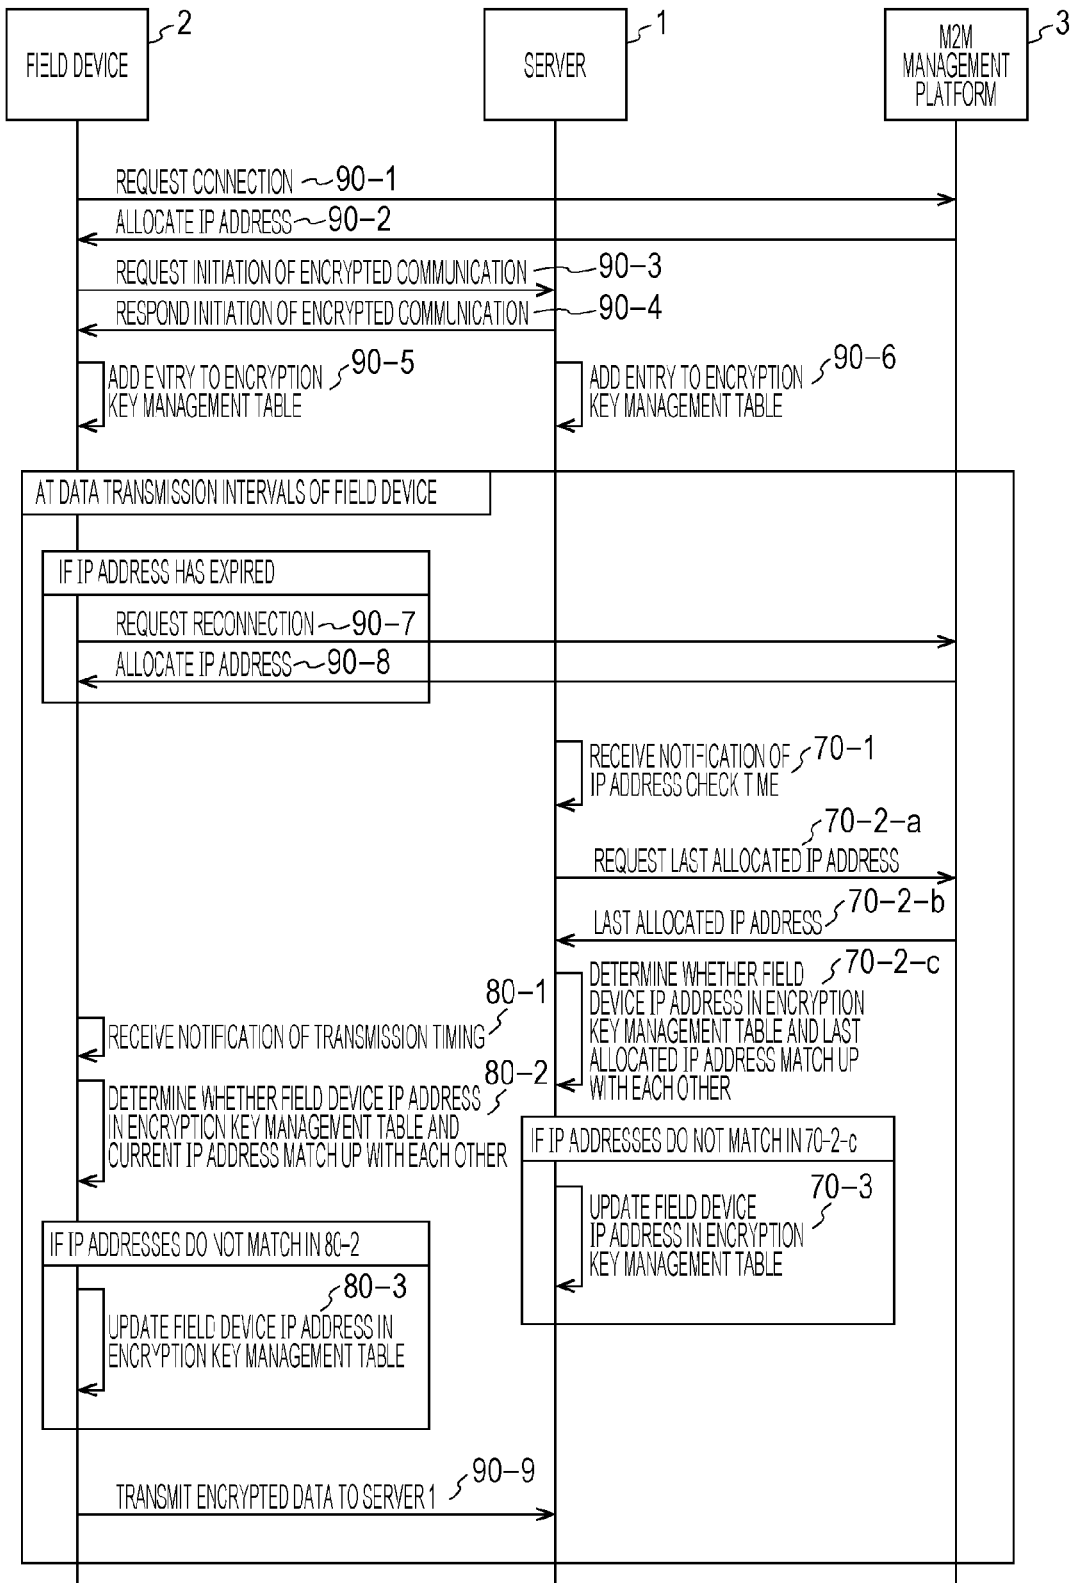 2
1
3
FIELD DEVICE
SERVER
M2M
MANAGEMENT
PLATFORM
REQUEST CONNECTION 90-1
ALLOCATE IP ADDRESS 90-2
REQUEST INITIATION OF ENCRYPTED COMMUNICATION 90-3
RESPOND INITIATION OF ENCRYPTED COMMUNICATION 90-4
90-5
ADD ENTRY TO ENCRYPTION
KEY MANAGEMENT TABLE
90-6
ADD ENTRY TO ENCRYPTION
KEY MANAGEMENT TABLE
AT DATA TRANSMISSION INTERVALS OF FIELD DEVICE
IF IP ADDRESS HAS EXPIRED
REQUEST RECONNECTION 90-7
ALLOCATE IP ADDRESS 90-8
70-1
RECEIVE NOTIFICATION OF
IP ADDRESS CHECK TIME
70-2-a
REQUEST LAST ALLOCATED IP ADDRESS
70-2-b
LAST ALLOCATED IP ADDRESS
70-2-c
DETERMINE WHETHER FIELD
DEVICE IP ADDRESS IN ENCRYPTION
KEY MANAGEMENT TABLE AND LAST
ALLOCATED IP ADDRESS MATCH UP
WITH EACH OTHER
80-1
RECEIVE NOTIFICATION OF TRANSMISSION TIMING
80-2
DETERMINE WHETHER FIELD DEVICE IP ADDRESS
IN ENCRYPTION KEY MANAGEMENT TABLE AND
CURRENT IP ADDRESS MATCH UP WITH EACH OTHER
IF IP ADDRESSES DO NOT MATCH IN 70-2-c
70-3
UPDATE FIELD DEVICE
IP ADDRESS IN ENCRYPTION
KEY MANAGEMENT TABLE
IF IP ADDRESSES DO NOT MATCH IN 80-2
80-3
UPDATE FIELD DEVICE IP ADDRESS IN
ENCRYPTION KEY MANAGEMENT TABLE
90-9
TRANSMIT ENCRYPTED DATA TO SERVER 1